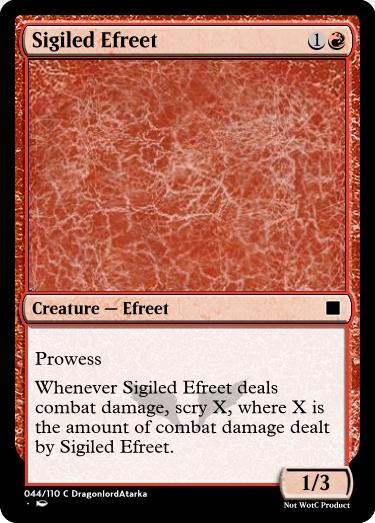 Sigiled Efreet 1
Creature — Efreet
Prowess
Whenever Sigiled Efreet deals
combat damage, scry X, where X is
the amount of combat damage dealt
by Sigiled Efreet.
1/3
044/110 C DragonlordAtarka
Not WotC Product